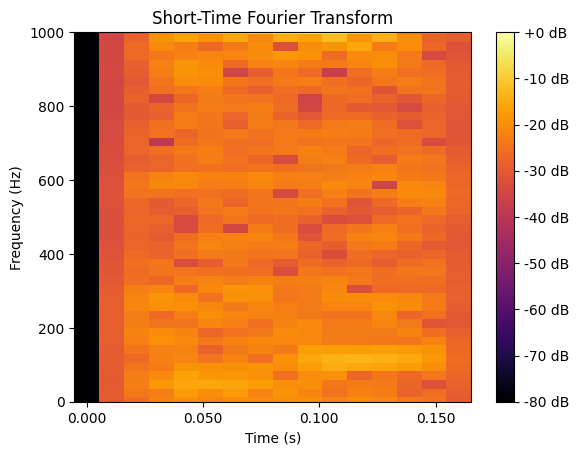 Short-Time Fourier Transform
1000
800
600
400
200
0
Frequency (Hz)
0.000
0.050
0.100
0.150
Time (s)
+0 dB
-10 dB
-20 dB
-30 dB
-40 dB
-50 dB
-60 dB
-70 dB
-80 dB